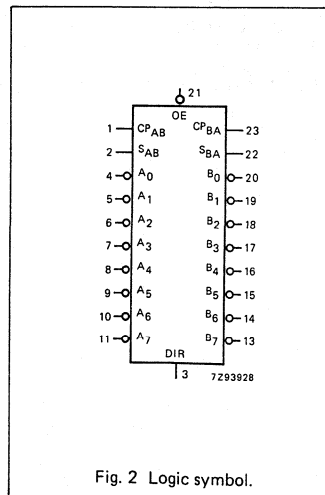 21
OE
1 CPAB CPBA 23
2 SAB SBA 22
4 A0 B0 20
5 A1 B1 19
6 A2 B2 18
7 A3 B3 17
8 A4 B4 16
9 A5 B5 15
10 A6 B6 14
11 A7 B7 13
DIR
3 7Z93928
Fig. 2 Logic symbol.